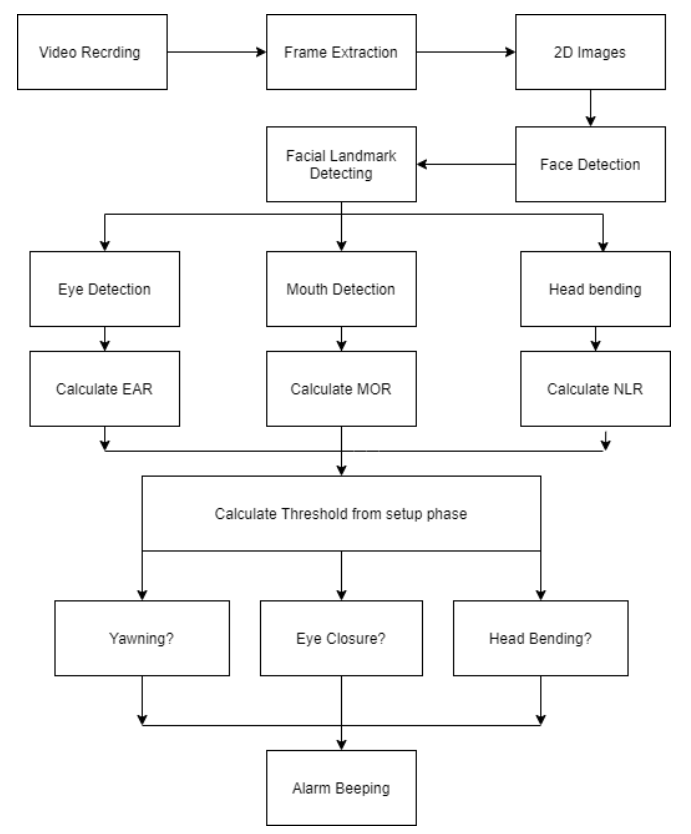 Video Recrding
Frame Extraction
2D Images
Facial Landmark
Detecting
Face Detection
Eye Detection
Mouth Detection
Head bending
Calculate EAR
Calculate MOR
Calculate NLR
Calculate Threshold from setup phase
Yawning?
Eye Closure?
Head Bending?
Alarm Beeping